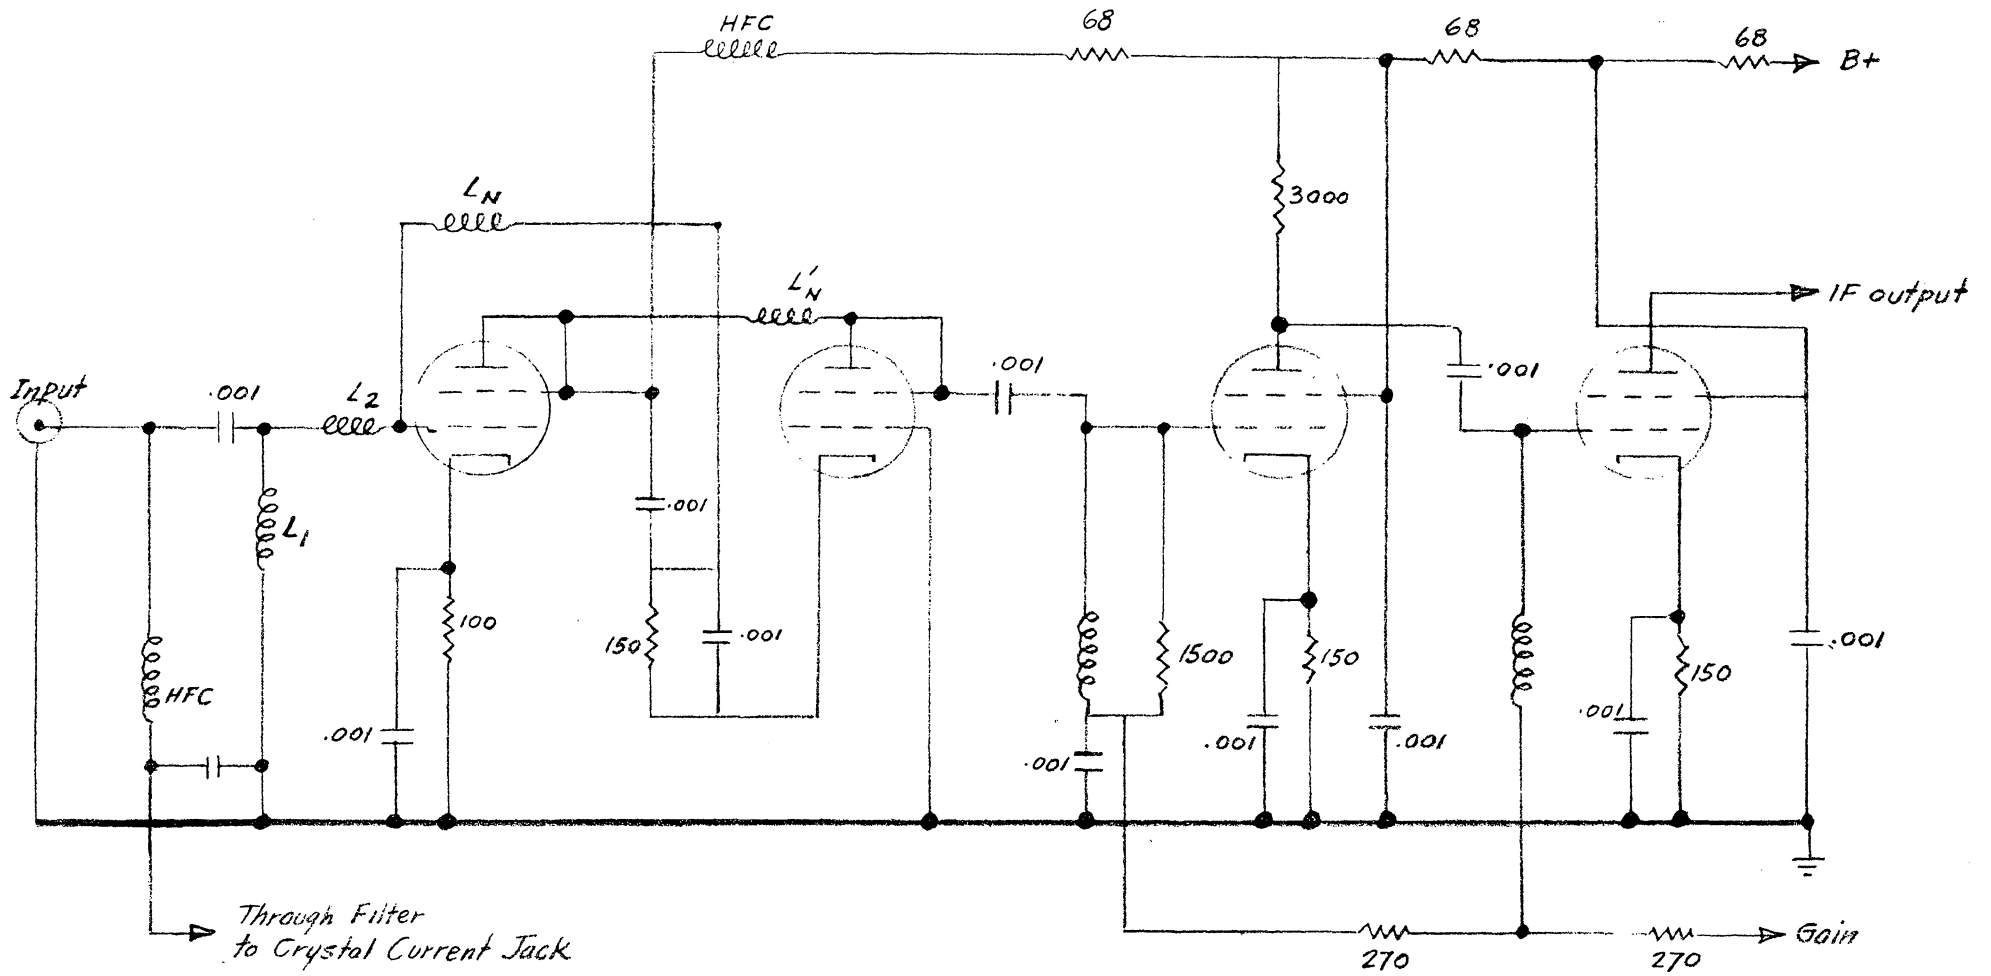 HFC
68
68
68
B+
LN
3000
L'N
IF output
.001
.001
Input
.001
L2
.001
L1
100
150
.001
1500
150
.001
150
HFC
.001
.001
.001
.001
.001
Through Filter
to Crystal Current Jack
Gain
270
270